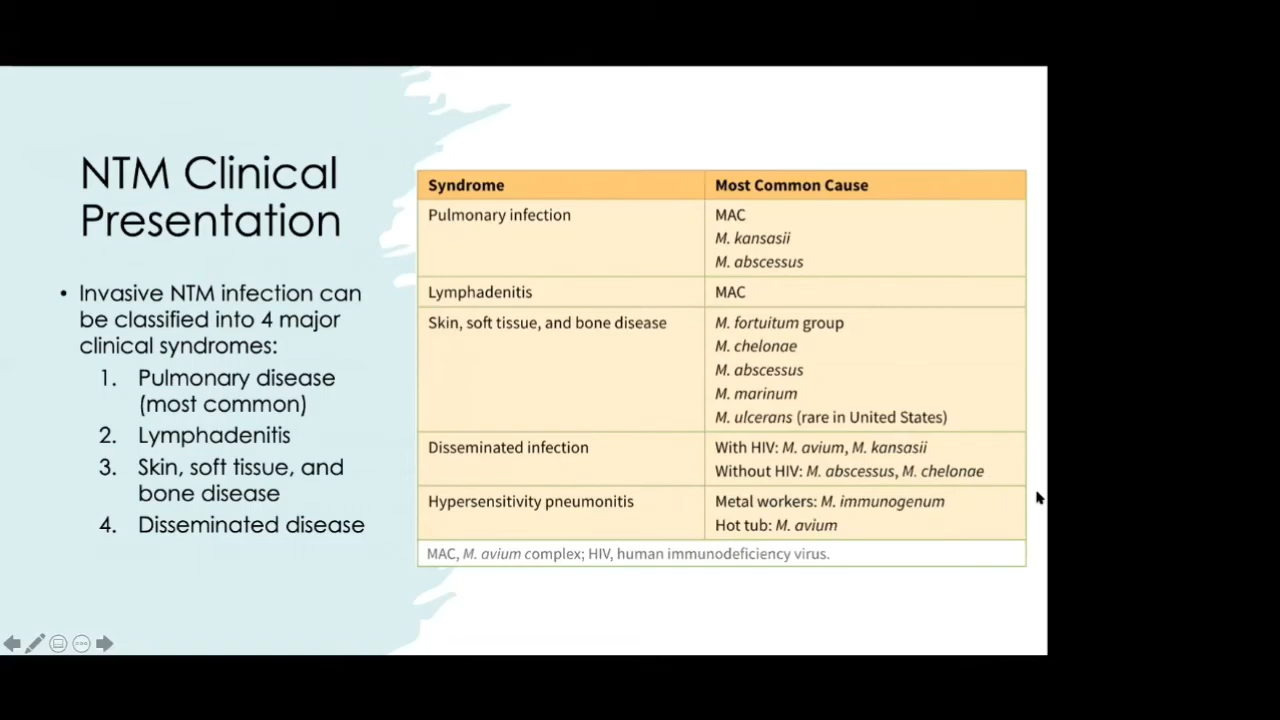 NTM Clinical
Presentation
• Invasive NTM infection can
be classified into 4 major
clinical syndromes:
1. Pulmonary disease
(most common)
2. Lymphadenitis
3. Skin, soft tissue, and
bone disease
4. Disseminated disease
Syndrome Most Common Cause
Pulmonary infection MAC
M. kansasii
M. abscessus
Lymphadenitis MAC
Skin, soft tissue, and bone disease M. fortuitum group
M. chelonae
M. abscessus
M. marinum
M. ulcerans (rare in United States)
Disseminated infection With HIV: M. avium, M. kansasii
Without HIV: M. abscessus, M. chelonae
Hypersensitivity pneumonitis Metal workers: M. immunogenum
Hot tub: M. avium
MAC, M. avium complex; HIV, human immunodeficiency virus.